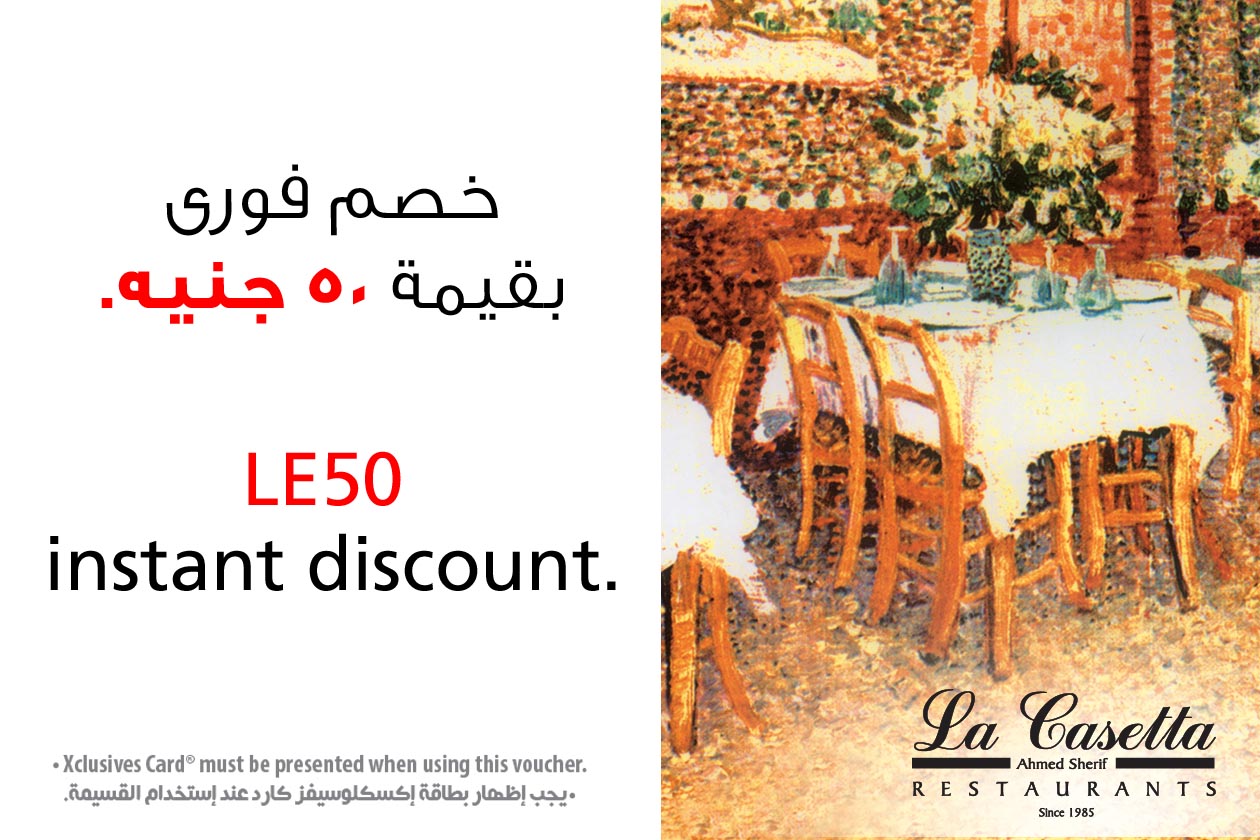 خصم فورى
بقيمة ٥٠ جنيه.
LE50
instant discount.
• Xclusives Card® must be presented when using this voucher.
• يجب إظهار بطاقة إكسكلوسيفز كارد عند إستخدام القسيمة.
La Casetta
Ahmed Sherif
RESTAURANTS
Since 1985